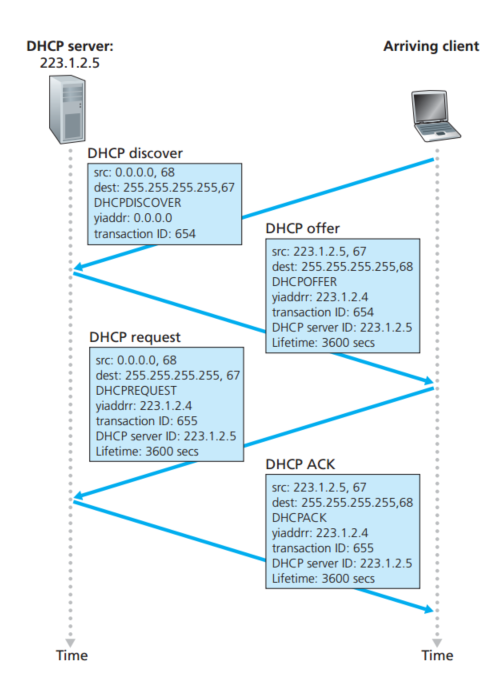 DHCP server:
223.1.2.5
Arriving client
DHCP discover
src: 0.0.0.0, 68
dest: 255.255.255.255,67
DHCPDISCOVER
yiaddr: 0.0.0.0
transaction ID: 654
DHCP offer
src: 223.1.2.5, 67
dest: 255.255.255.255,68
DHCPOFFER
yiaddrr: 223.1.2.4
transaction ID: 654
DHCP server ID: 223.1.2.5
Lifetime: 3600 secs
DHCP request
src: 0.0.0.0, 68
dest: 255.255.255.255, 67
DHCPREQUEST
yiaddrr: 223.1.2.4
transaction ID: 655
DHCP server ID: 223.1.2.5
Lifetime: 3600 secs
DHCP ACK
src: 223.1.2.5, 67
dest: 255.255.255.255,68
DHCPACK
yiaddrr: 223.1.2.4
transaction ID: 655
DHCP server ID: 223.1.2.5
Lifetime: 3600 secs
Time
Time